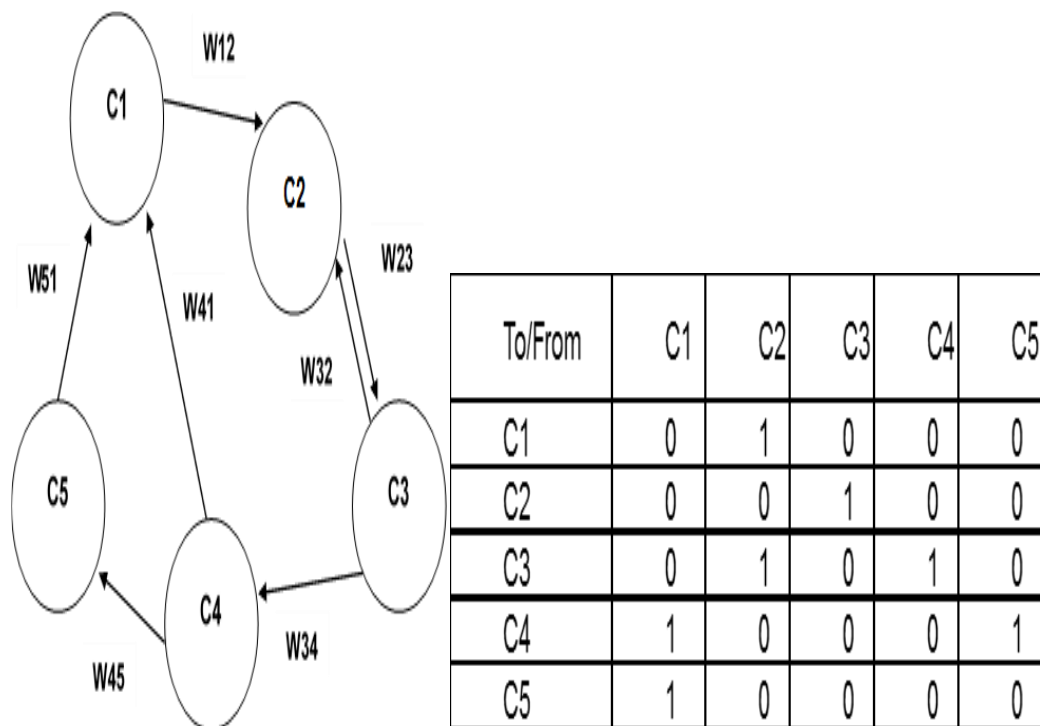 W12
C1
C2
W23
W51
W41
W32
C5
C3
C4
W34
W45
To/From C1 C2 C3 C4 C5
C1 0 1 0 0 0
C2 0 0 1 0 0
C3 0 1 0 1 0
C4 1 0 0 0 1
C5 1 0 0 0 0